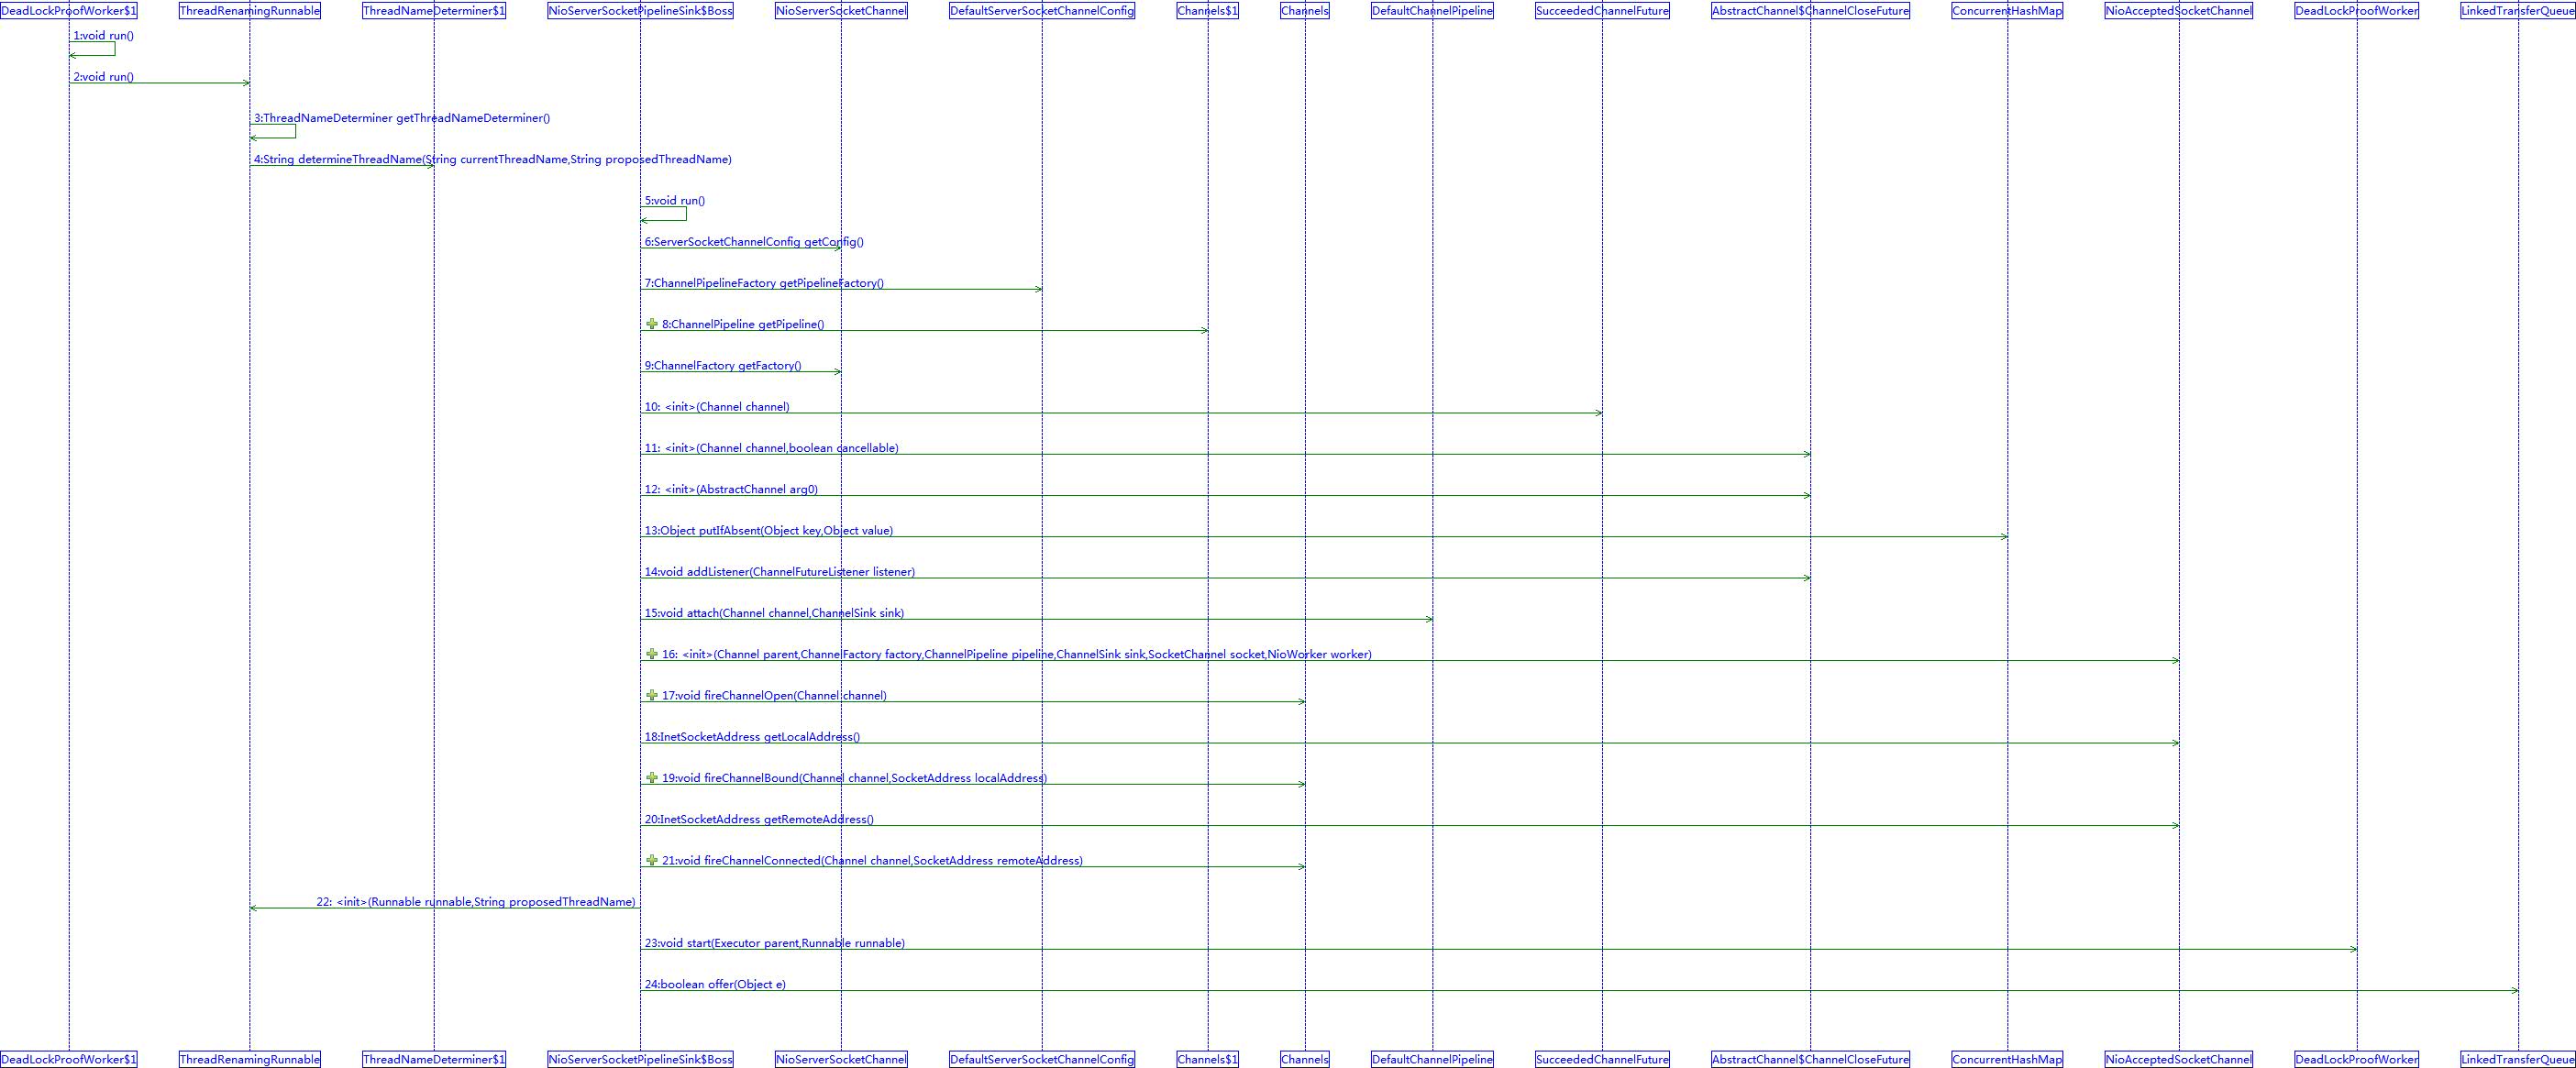 DeadLockProofWorker$1
ThreadRenamingRunnable
ThreadNameDeterminer$1
NioServerSocketPipelineSink$Boss
NioServerSocketChannel
DefaultServerSocketChannelConfig
Channels$1
Channels
DefaultChannelPipeline
SucceededChannelFuture
AbstractChannel$ChannelCloseFuture
ConcurrentHashMap
NioAcceptedSocketChannel
DeadLockProofWorker
LinkedTransferQueue
1:void run()
2:void run()
3:ThreadNameDeterminer getThreadNameDeterminer()
4:String determineThreadName(String currentThreadName,String proposedThreadName)
5:void run()
6:ServerSocketChannelConfig getConfig()
7:ChannelPipelineFactory getPipelineFactory()
8:ChannelPipeline getPipeline()
9:ChannelFactory getFactory()
10: <init>(Channel channel)
11: <init>(Channel channel,boolean cancellable)
12: <init>(AbstractChannel arg0)
13:Object putIfAbsent(Object key,Object value)
14:void addListener(ChannelFutureListener listener)
15:void attach(Channel channel,ChannelSink sink)
16: <init>(Channel parent,ChannelFactory factory,ChannelPipeline pipeline,ChannelSink sink,SocketChannel socket,NioWorker worker)
17:void fireChannelOpen(Channel channel)
18:InetSocketAddress getLocalAddress()
19:void fireChannelBound(Channel channel,SocketAddress localAddress)
20:InetSocketAddress getRemoteAddress()
21:void fireChannelConnected(Channel channel,SocketAddress remoteAddress)
22: <init>(Runnable runnable,String proposedThreadName)
23:void start(Executor parent,Runnable runnable)
24:boolean offer(Object e)
DeadLockProofWorker$1
ThreadRenamingRunnable
ThreadNameDeterminer$1
NioServerSocketPipelineSink$Boss
NioServerSocketChannel
DefaultServerSocketChannelConfig
Channels$1
Channels
DefaultChannelPipeline
SucceededChannelFuture
AbstractChannel$ChannelCloseFuture
ConcurrentHashMap
NioAcceptedSocketChannel
DeadLockProofWorker
LinkedTransferQueue